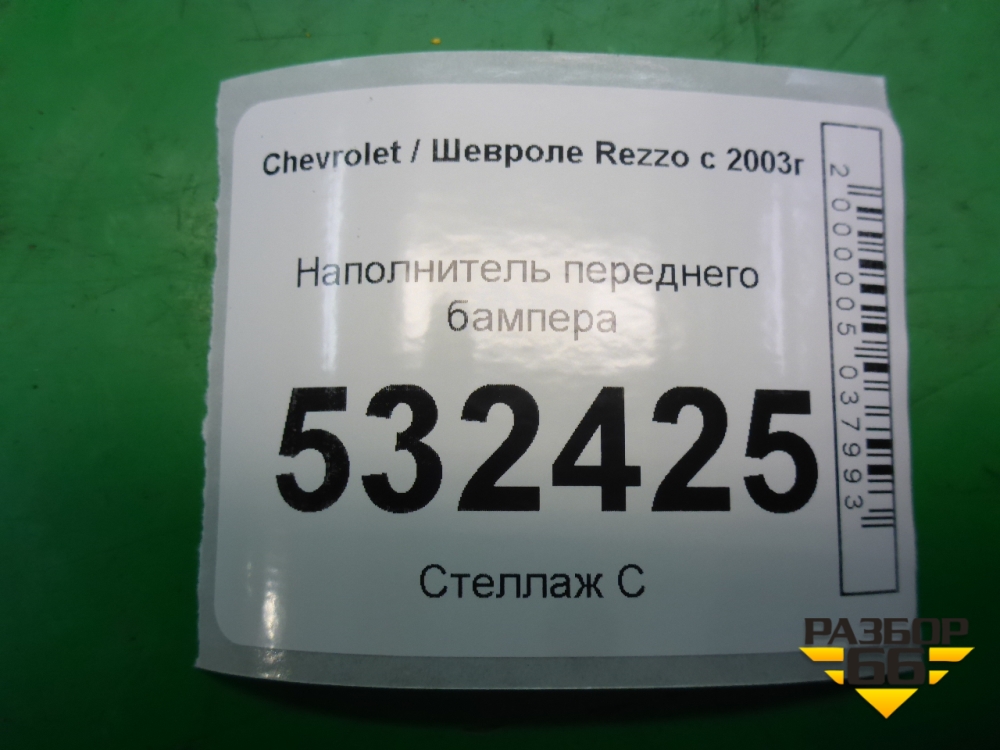 Chevrolet / Шевроле Rezzo с 2003г
Наполнитель переднего
бампера
532425
Стеллаж С
2000005037993
РАЗБОР
66